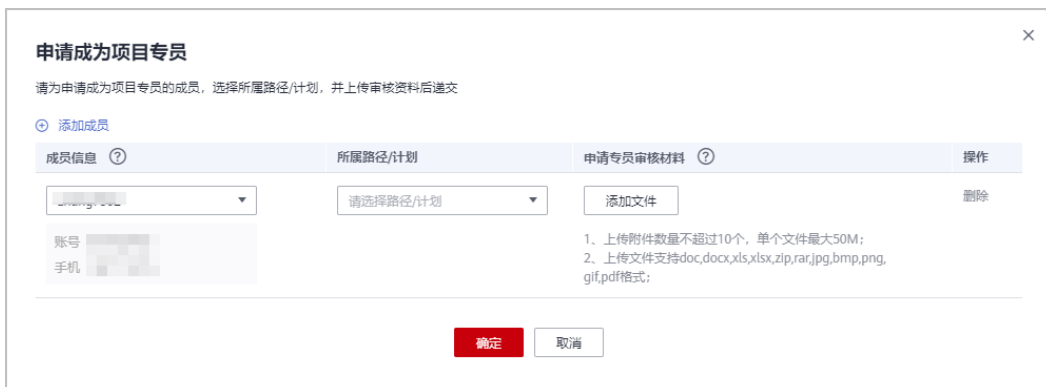 申请成为项目专员
请为申请成为项目专员的成员，选择所属路径/计划，并上传审核资料后递交
添加成员
成员信息 所属路径/计划 申请专员审核材料 操作
请选择路径/计划 添加文件 删除
账号
手机
1、上传附件数量不超过10个，单个文件最大50M；
2、上传文件支持doc,docx,xls,xlsx,zip,rar,jpg,bmp,png,
gif,pdf格式；
确定 取消